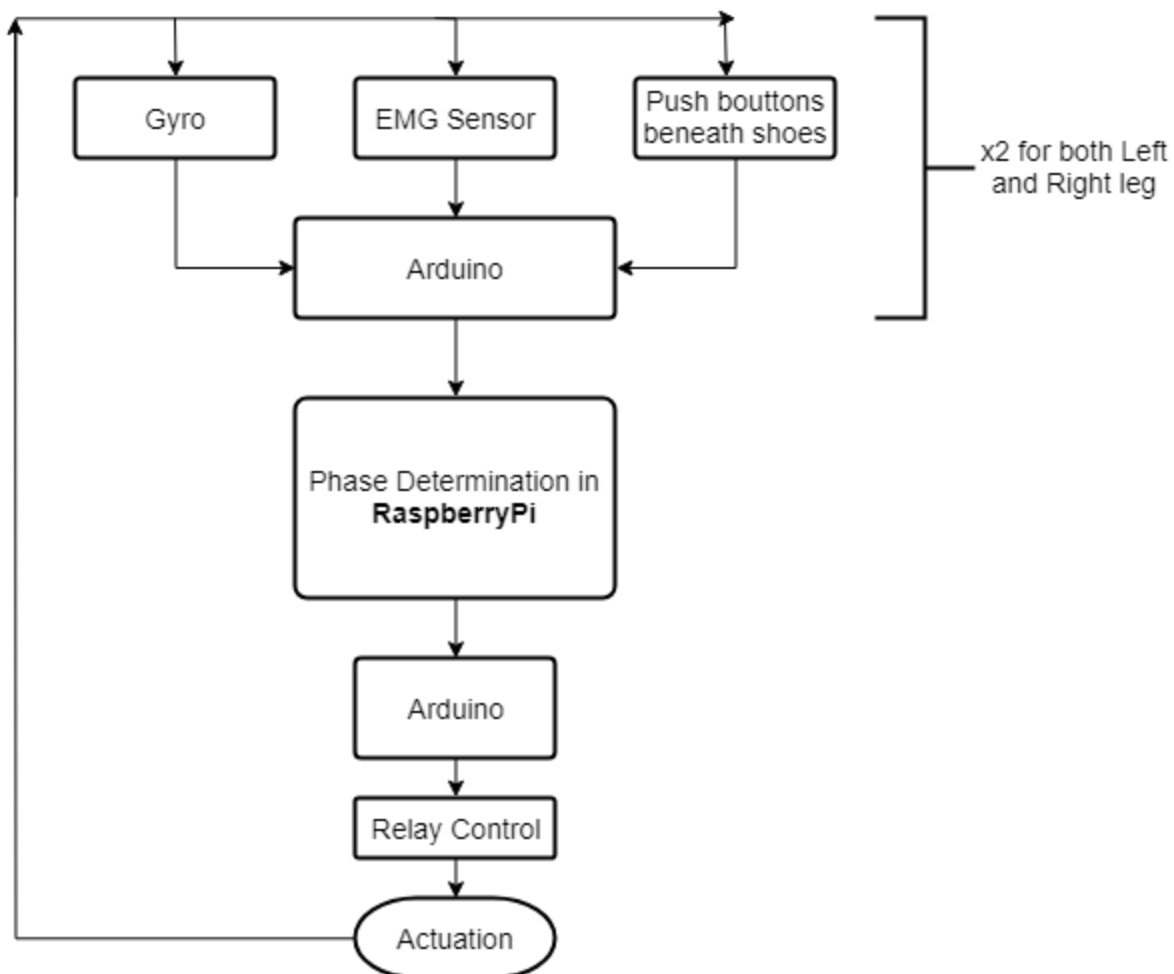 Gyro
EMG Sensor
Push bouttons
beneath shoes
x2 for both Left
and Right leg
Arduino
Phase Determination in
RaspberryPi
Arduino
Relay Control
Actuation